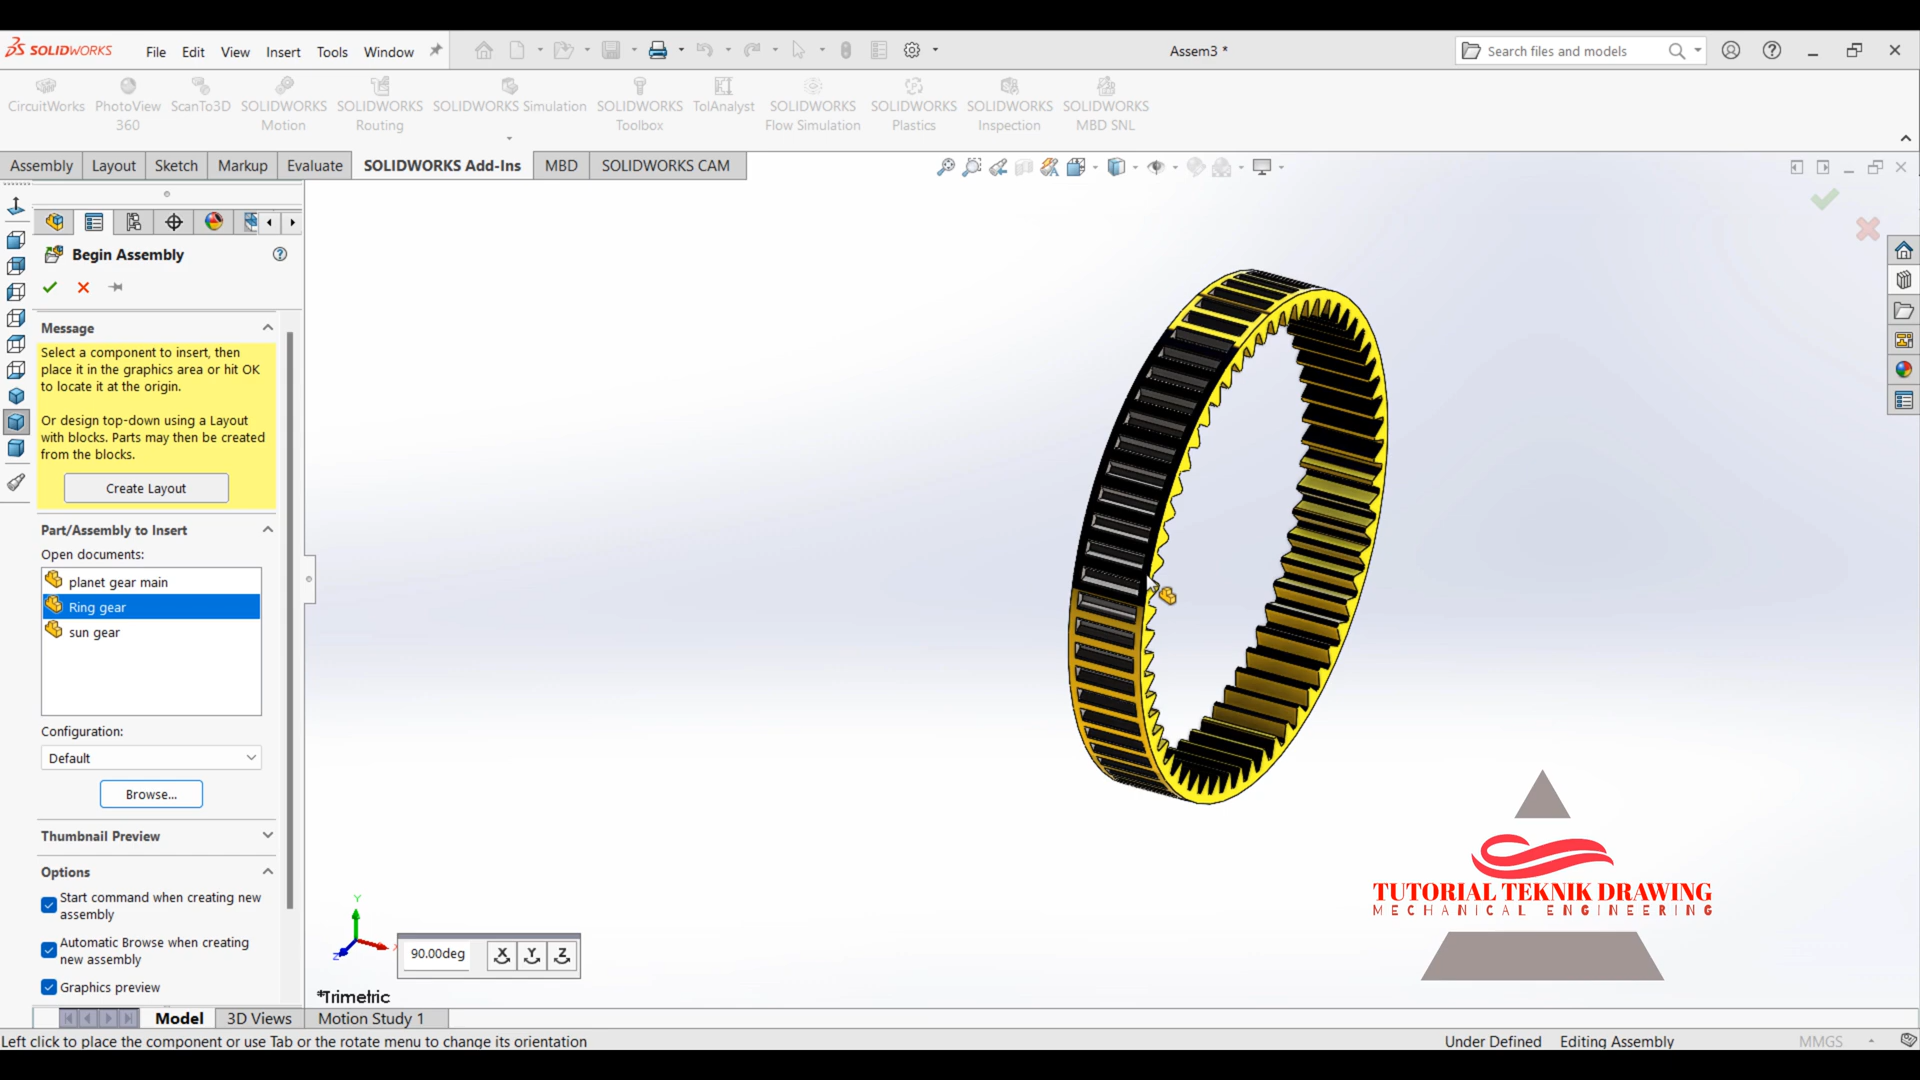 SOLIDWORKS
File Edit View Insert Tools Window
Assem3 *
Search files and models
CircuitWorks
PhotoView
360
ScanTo3D
SOLIDWORKS
Motion
SOLIDWORKS
Routing
SOLIDWORKS Simulation
SOLIDWORKS
Toolbox
TolAnalyst
SOLIDWORKS
Flow Simulation
SOLIDWORKS
Plastics
SOLIDWORKS
Inspection
SOLIDWORKS
MBD SNL
Assembly Layout Sketch Markup Evaluate SOLIDWORKS Add-Ins MBD SOLIDWORKS CAM
Begin Assembly
Message
Select a component to insert, then
place it in the graphics area or hit OK
to locate it at the origin.
Or design top-down using a Layout
with blocks. Parts may then be created
from the blocks.
Create Layout
Part/Assembly to Insert
Open documents:
planet gear main
Ring gear
sun gear
Configuration:
Default
Browse...
Thumbnail Preview
Options
Start command when creating new
assembly
Automatic Browse when creating
new assembly
Graphics preview
Y
Z
90.00deg X Y Z
*Trimetric
TUTORIAL TEKNIK DRAWING
MECHANICAL ENGINEERING
Model 3D Views Motion Study 1
Left click to place the component or use Tab or the rotate menu to change its orientation
Under Defined Editing Assembly MMGS